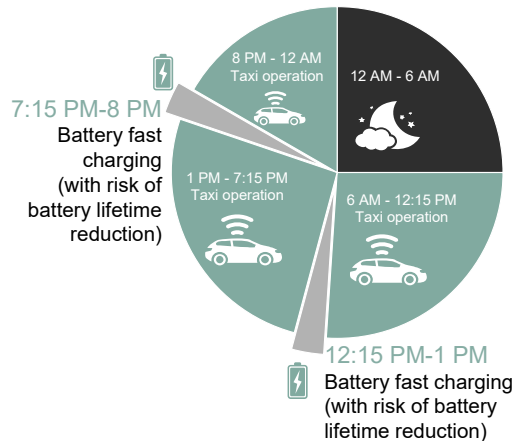 8 PM - 12 AM
Taxi operation
12 AM - 6 AM
7:15 PM-8 PM
Battery fast
charging
(with risk of
battery lifetime
reduction)
1 PM - 7:15 PM
Taxi operation
6 AM - 12:15 PM
Taxi operation
12:15 PM-1 PM
Battery fast charging
(with risk of battery
lifetime reduction)